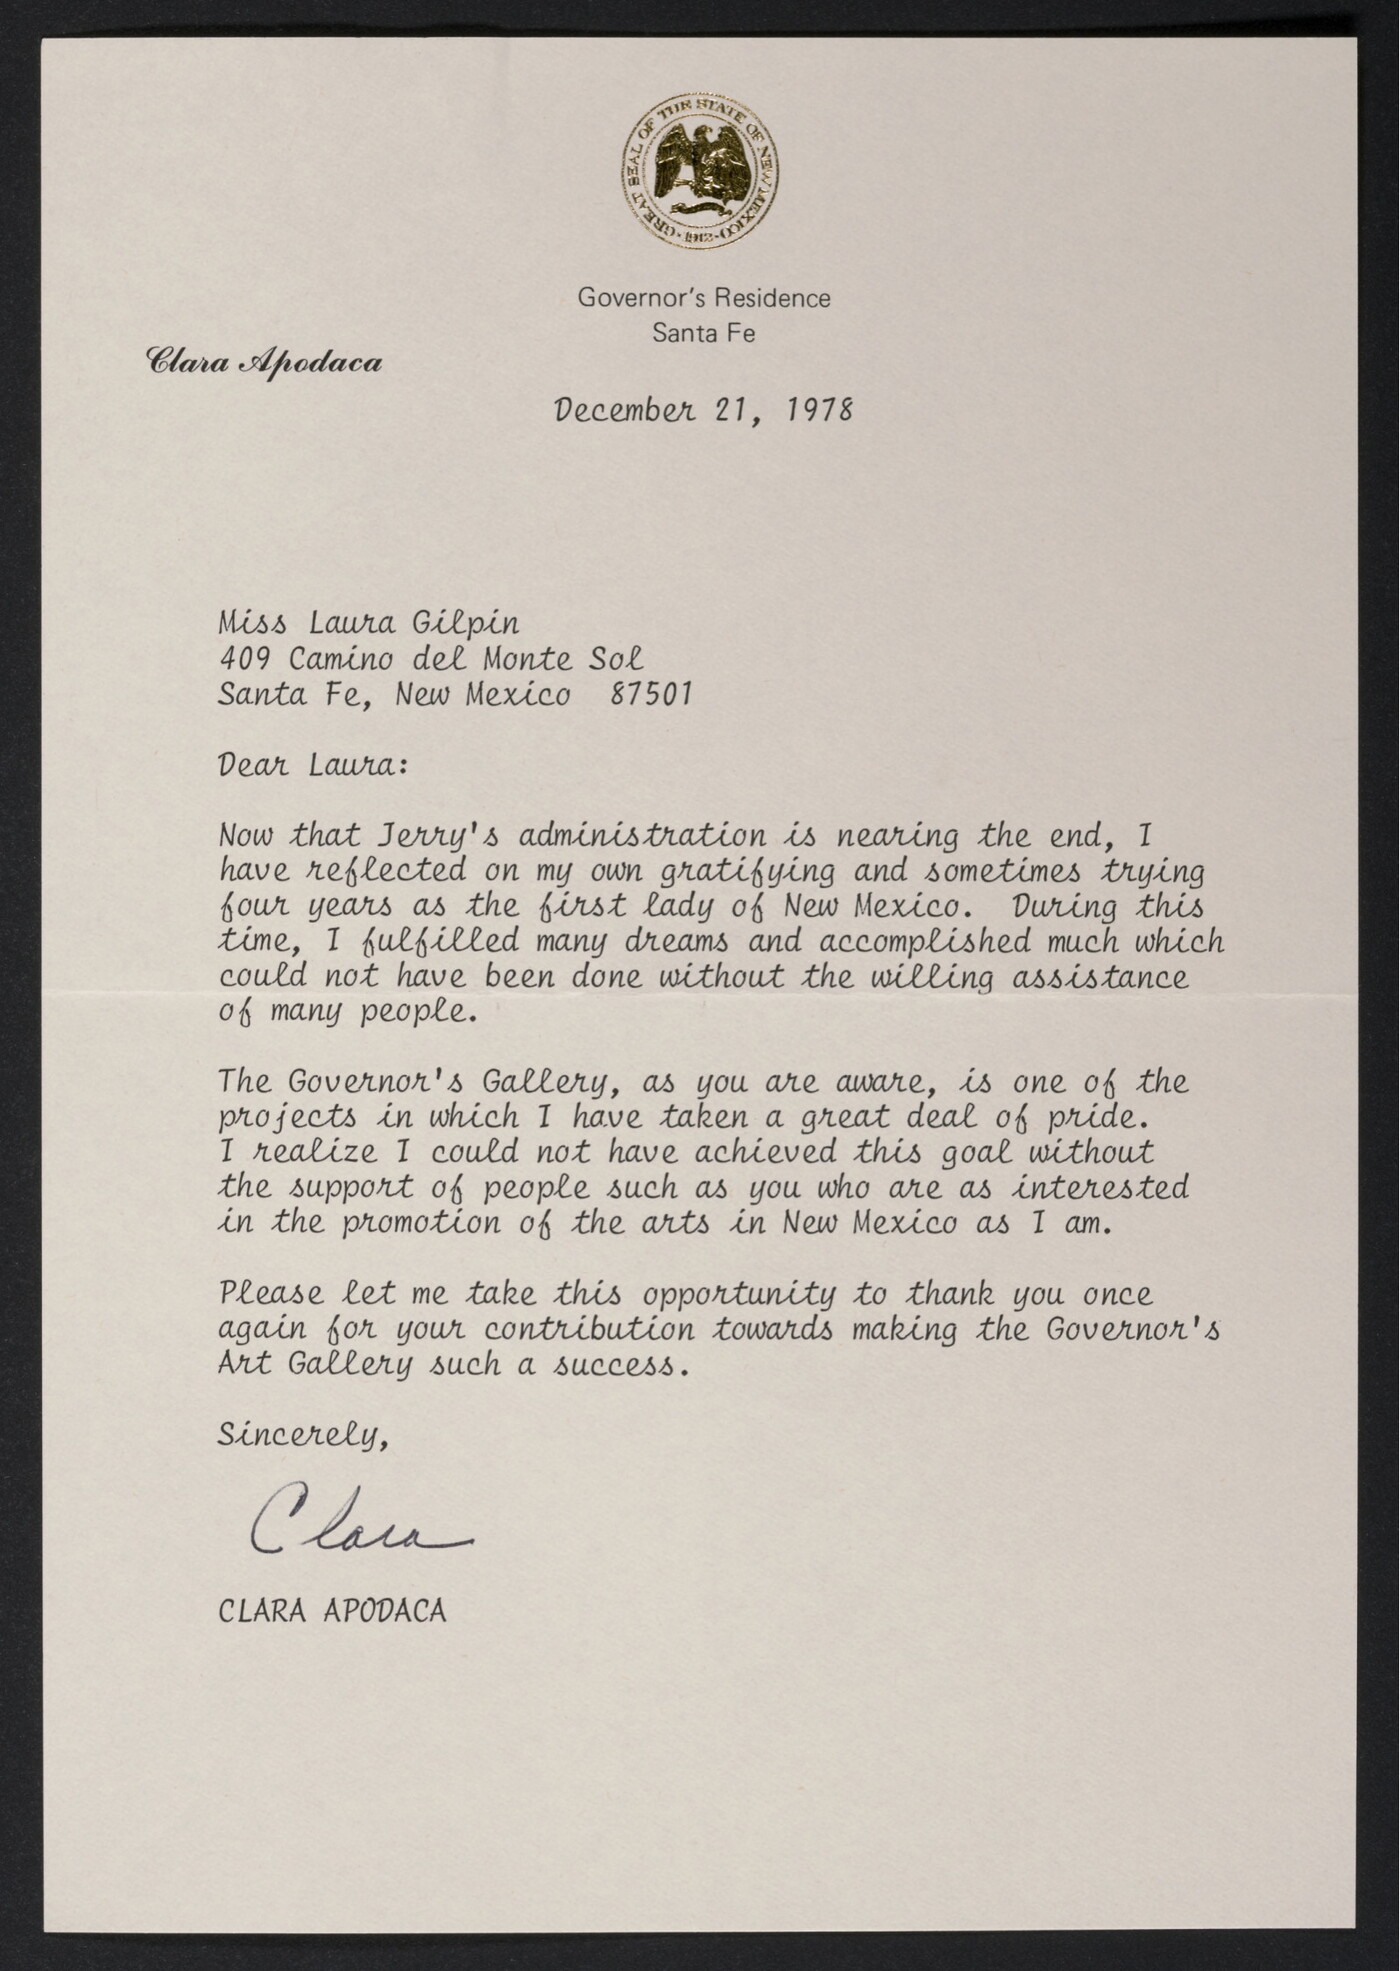 GREAT SEAL OF THE STATE OF NEW MEXICO · 1912 ·
Governor's Residence
Santa Fe
Clara Apodaca
December 21, 1978
Miss Laura Gilpin
409 Camino del Monte Sol
Santa Fe, New Mexico  87501
Dear Laura:
Now that Jerry's administration is nearing the end, I
have reflected on my own gratifying and sometimes trying
four years as the first lady of New Mexico.  During this
time, I fulfilled many dreams and accomplished much which
could not have been done without the willing assistance
of many people.
The Governor's Gallery, as you are aware, is one of the
projects in which I have taken a great deal of pride.
I realize I could not have achieved this goal without
the support of people such as you who are as interested
in the promotion of the arts in New Mexico as I am.
Please let me take this opportunity to thank you once
again for your contribution towards making the Governor's
Art Gallery such a success.
Sincerely,
Clara
CLARA APODACA